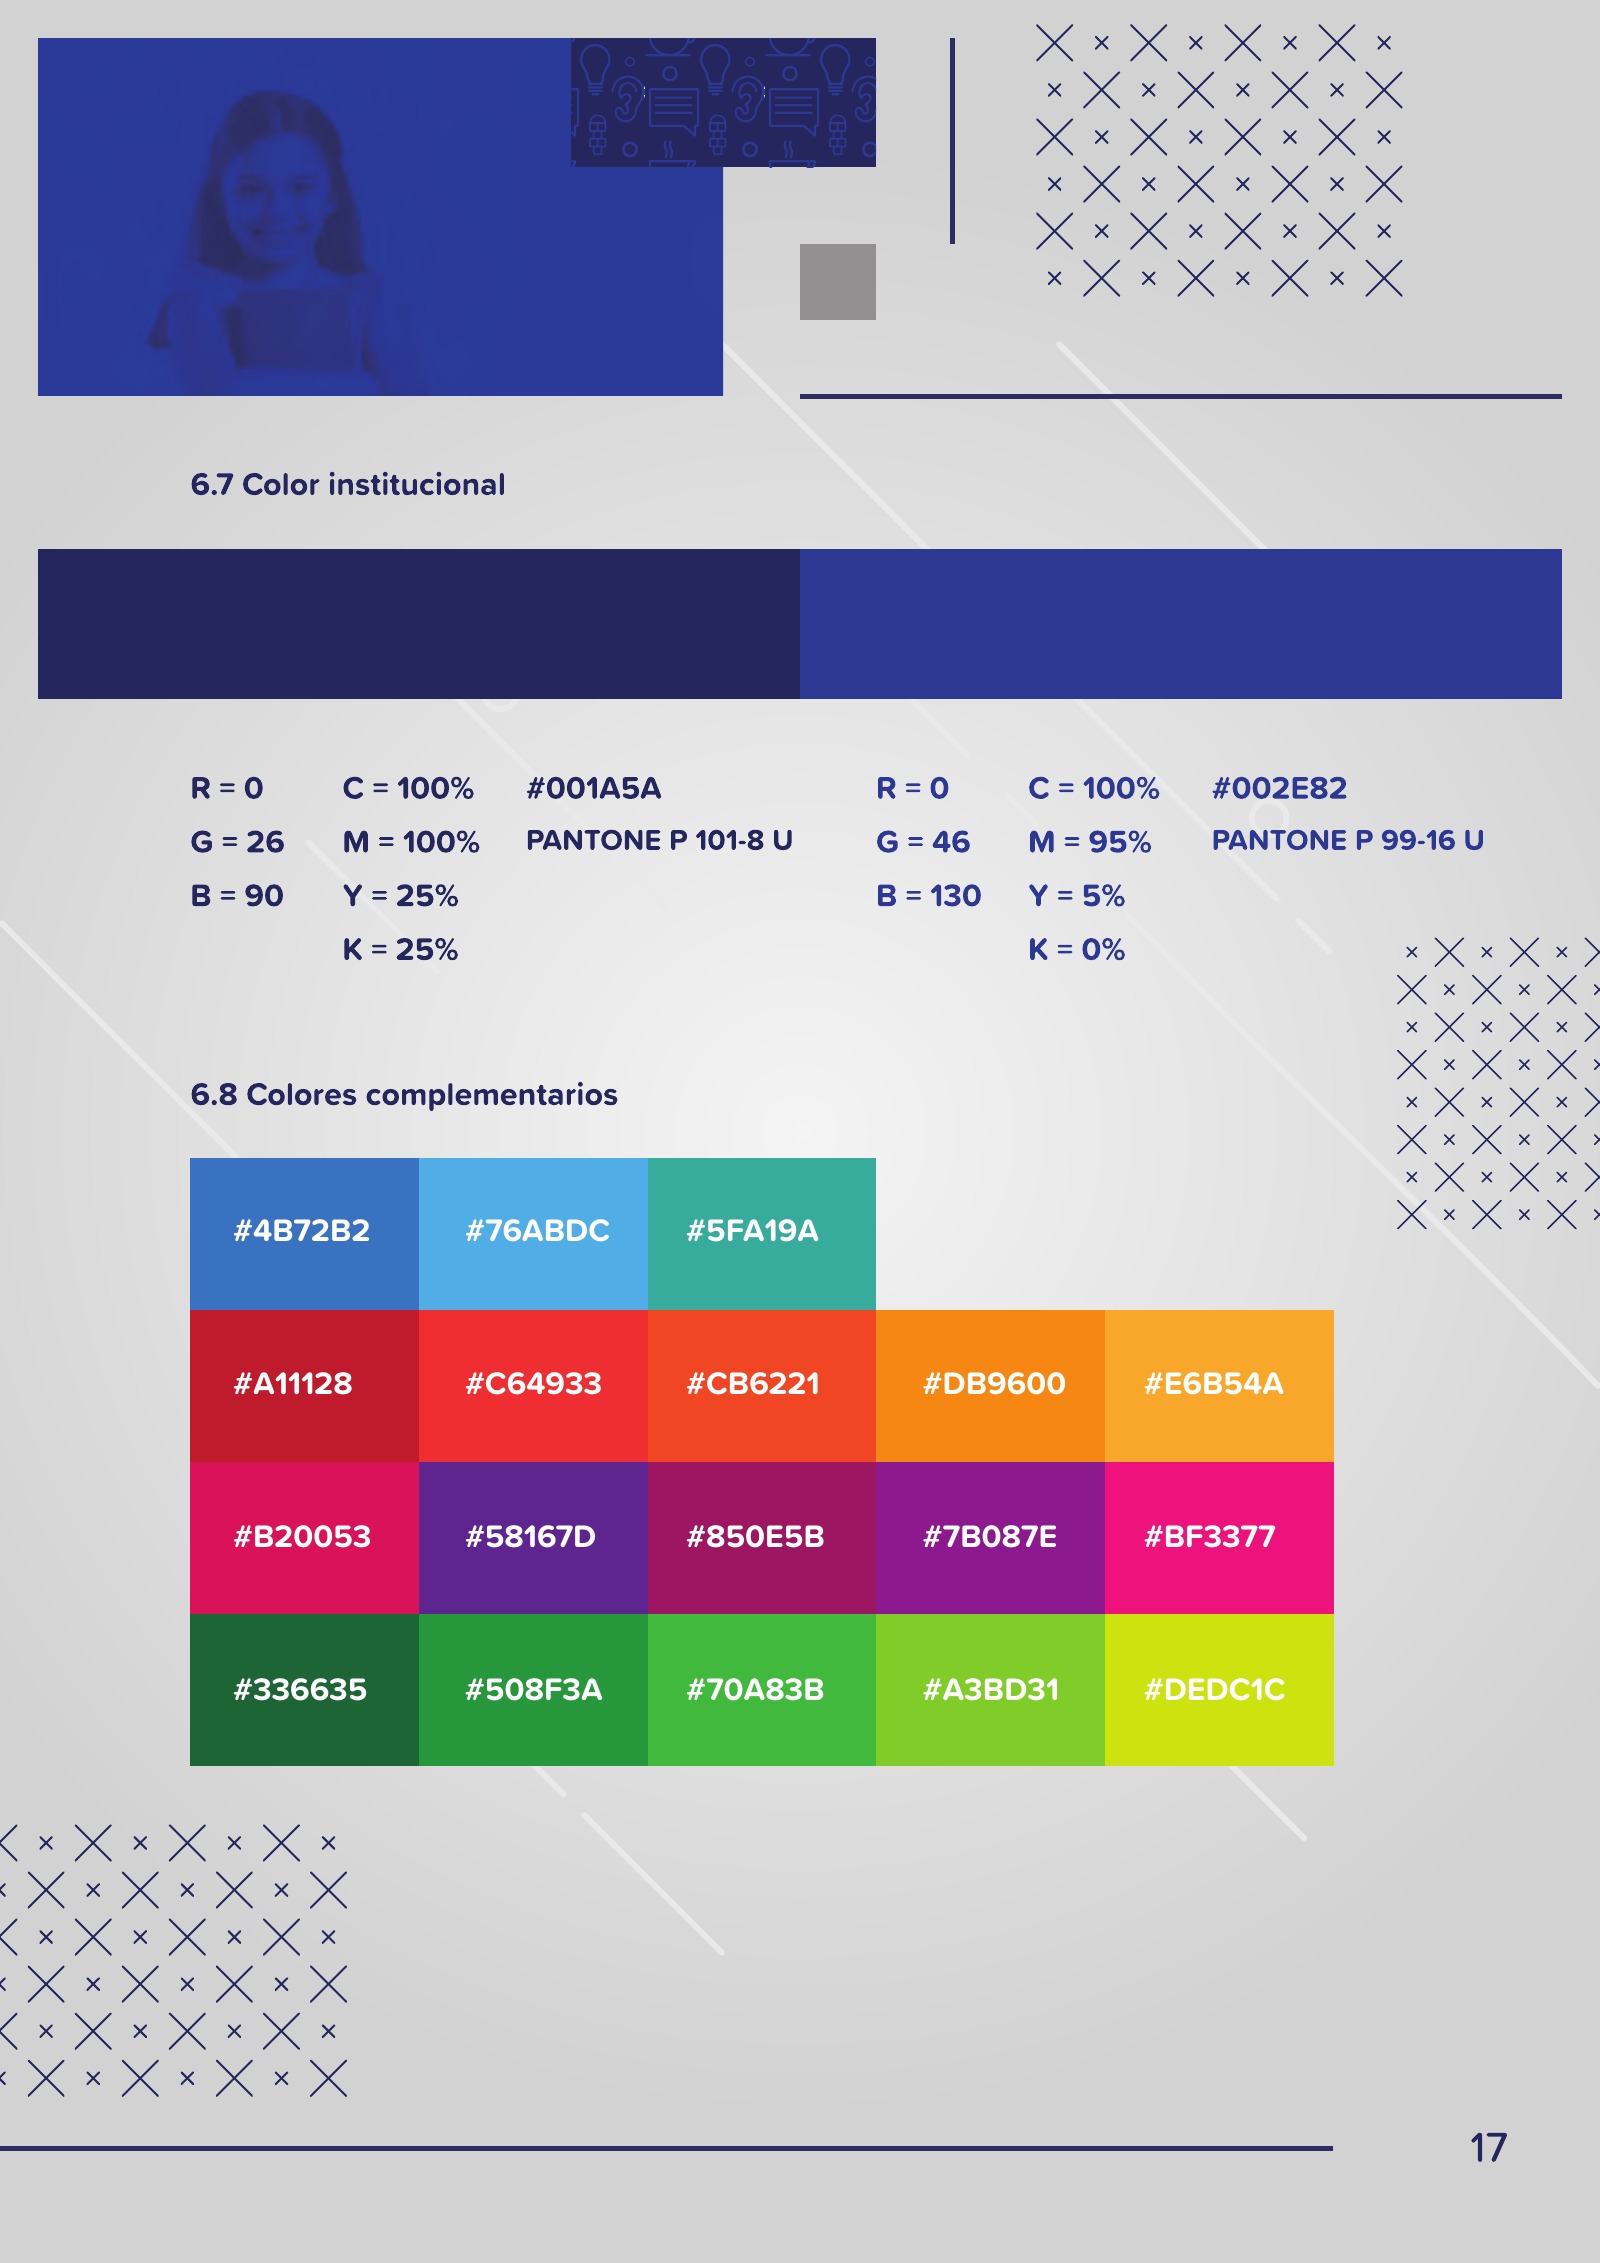 6.7 Color institucional
R = 0 C = 100% #001A5A
G = 26 M = 100% PANTONE P 101-8 U
B = 90 Y = 25%
K = 25%
R = 0 C = 100% #002E82
G = 46 M = 95% PANTONE P 99-16 U
B = 130 Y = 5%
K = 0%
6.8 Colores complementarios
#4B72B2 #76ABDC #5FA19A
#A11128 #C64933 #CB6221 #DB9600 #E6B54A
#B20053 #58167D #850E5B #7B087E #BF3377
#336635 #508F3A #70A83B #A3BD31 #DEDC1C
17